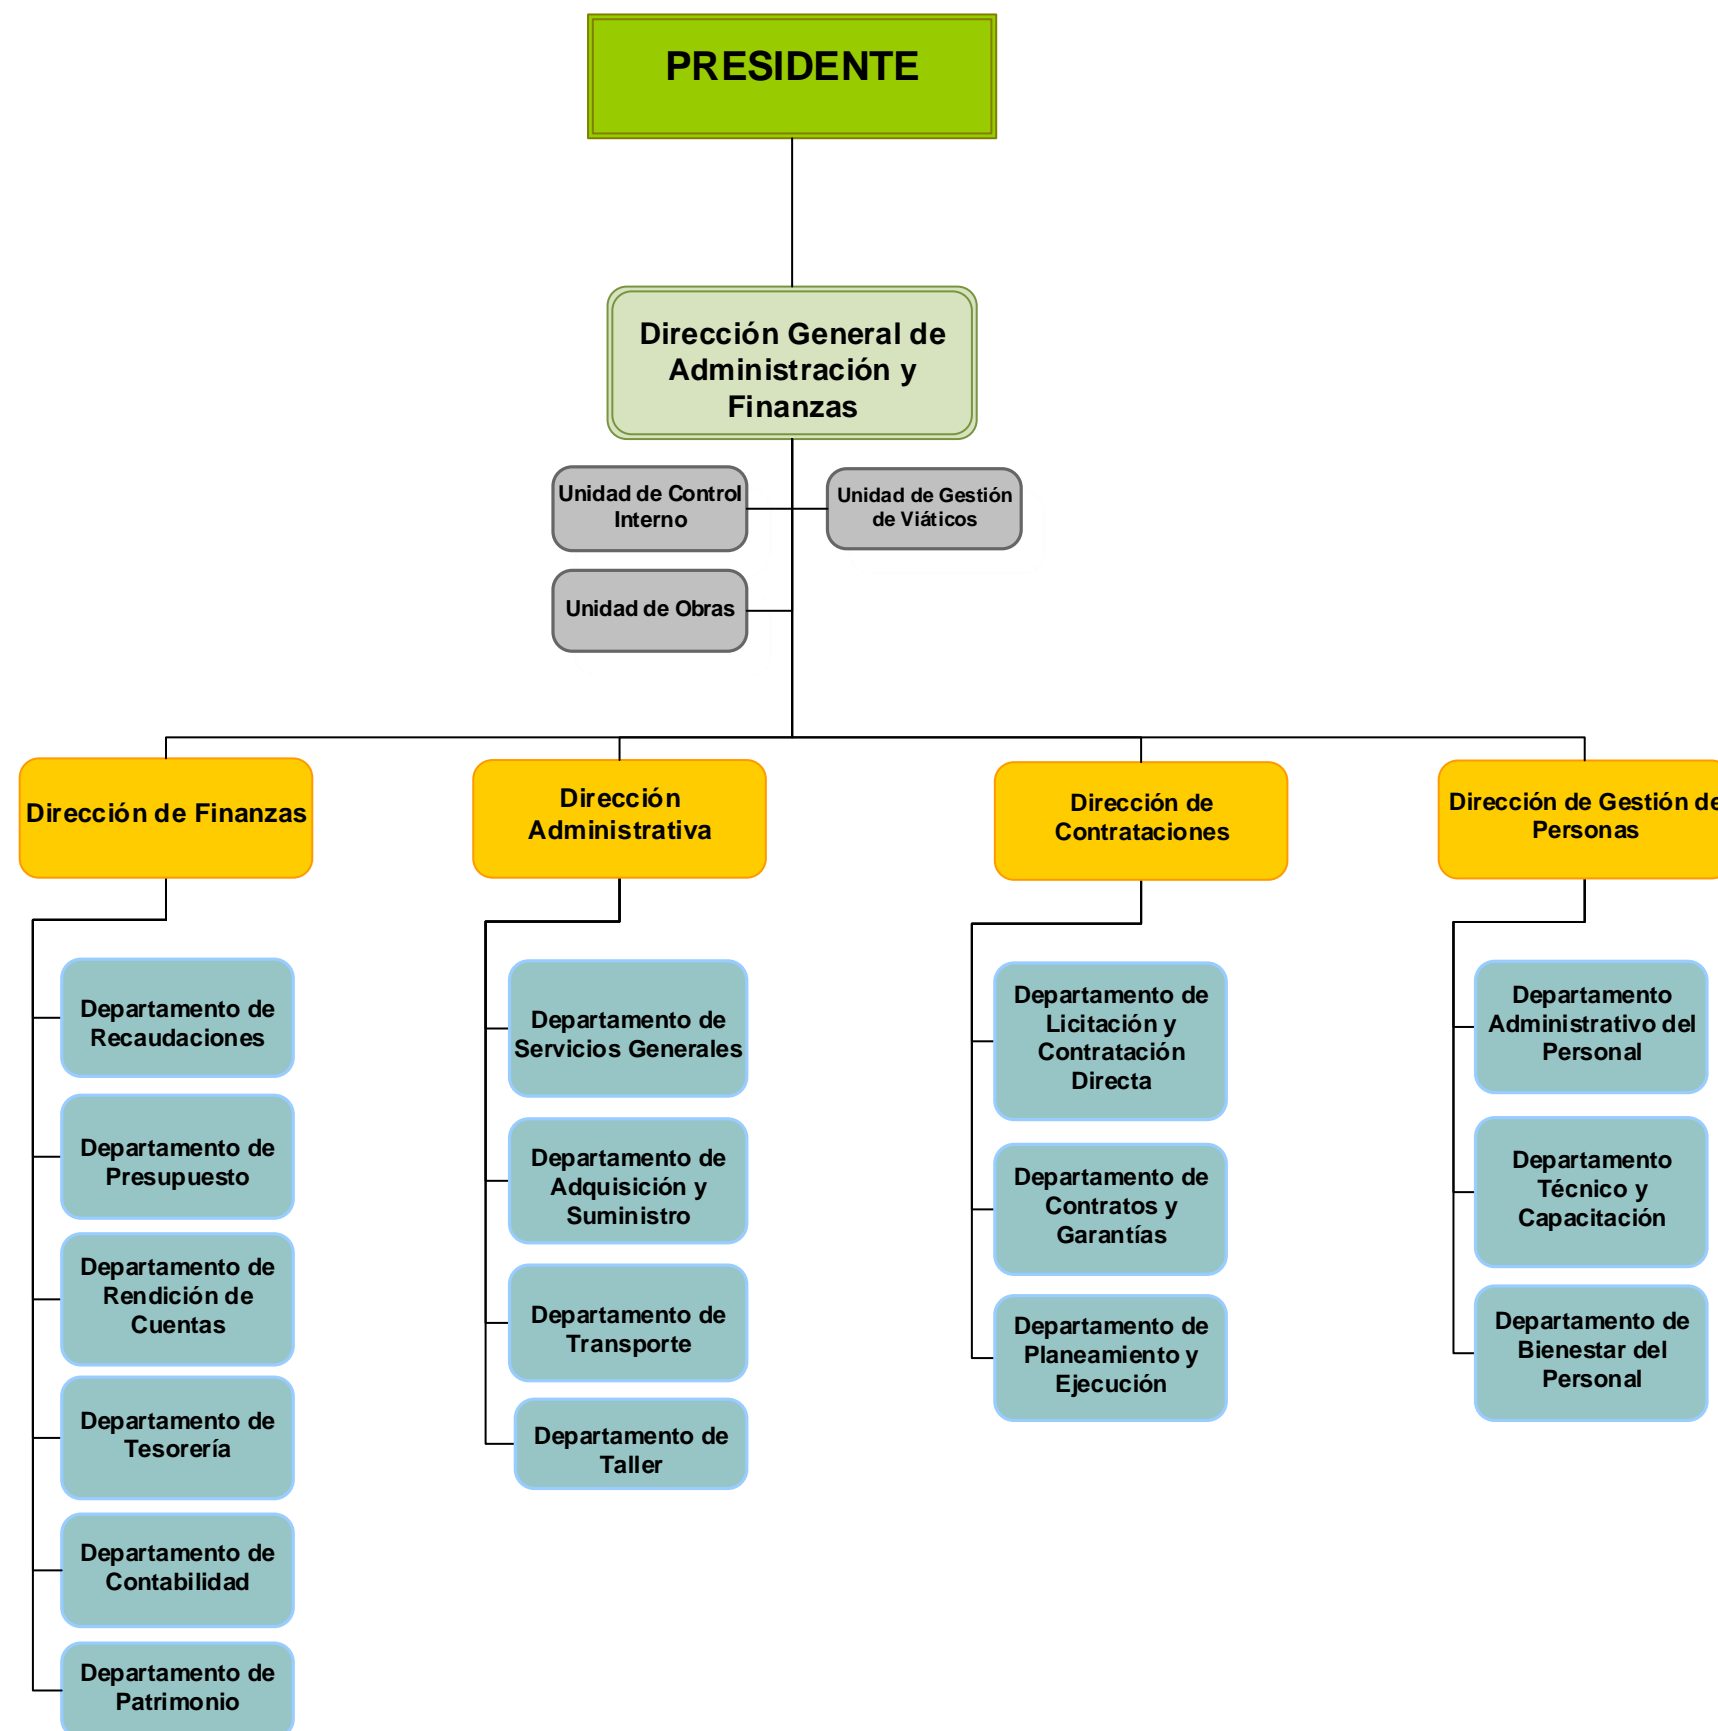 PRESIDENTE
Dirección General de
Administración y
Finanzas
Unidad de Control
Interno
Unidad de Gestión
de Viáticos
Unidad de Obras
Dirección de Finanzas
Dirección
Administrativa
Dirección de
Contrataciones
Dirección de Gestión de
Personas
Departamento de
Recaudaciones
Departamento de
Presupuesto
Departamento de
Rendición de
Cuentas
Departamento de
Tesorería
Departamento de
Contabilidad
Departamento de
Patrimonio
Departamento de
Servicios Generales
Departamento de
Adquisición y
Suministro
Departamento de
Transporte
Departamento de
Taller
Departamento de
Licitación y
Contratación
Directa
Departamento de
Contratos y
Garantías
Departamento de
Planeamiento y
Ejecución
Departamento
Administrativo del
Personal
Departamento
Técnico y
Capacitación
Departamento de
Bienestar del
Personal